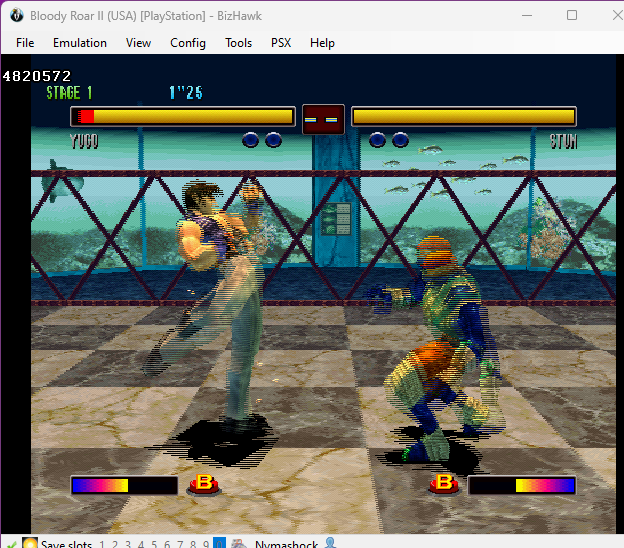 Bloody Roar II (USA) [PlayStation] - BizHawk
File Emulation View Config Tools PSX Help
4820572
STAGE 1 1"25
YUGO STUN
B B
Save slots 1 2 3 4 5 6 7 8 9 0 Nymashock